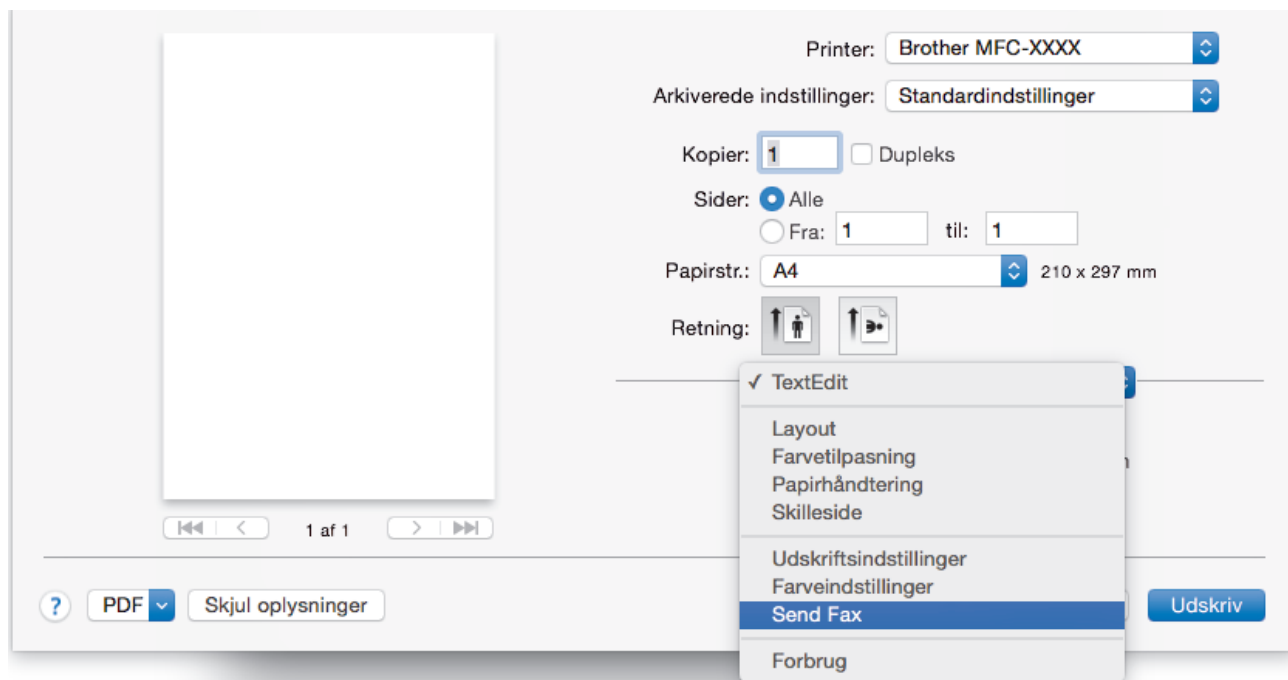 Printer: Brother MFC-XXXX
Arkiverede indstillinger: Standardindstillinger
Kopier: 1 Dupleks
Sider: Alle
Fra: 1 til: 1
Papirstr.: A4 210 x 297 mm
Retning:
✓ TextEdit
Layout
Farvetilpasning
Papirhåndtering
Skilleside
1 af 1
Udskriftsindstillinger
Farveindstillinger
? PDF Skjul oplysninger Udskriv
Send Fax
Forbrug